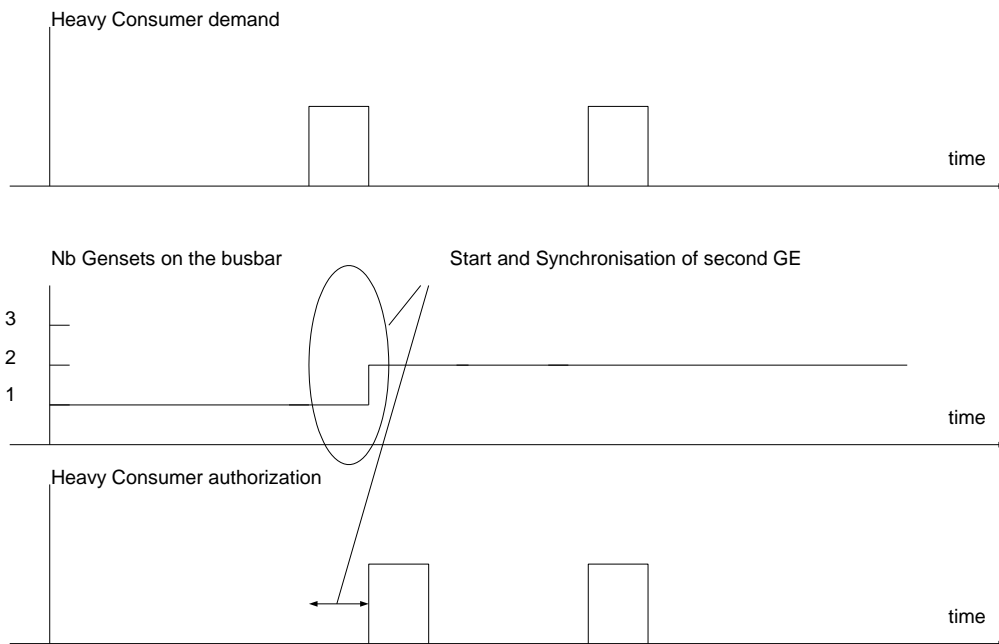 Heavy Consumer demand
time
Nb Gensets on the busbar
Start and Synchronisation of second GE
3
2
1
time
Heavy Consumer authorization
time